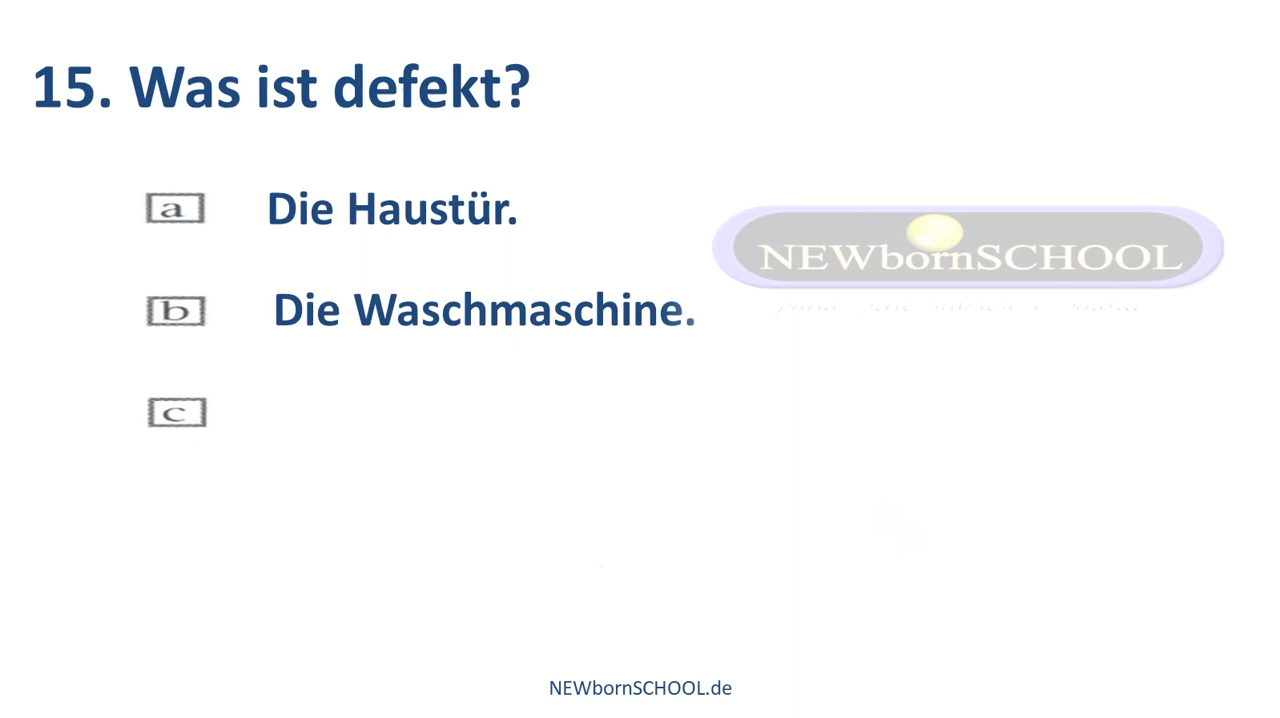 15. Was ist defekt?
a Die Haustür.
NEWbornSCHOOL
b Die Waschmaschine.
c
NEWbornSCHOOL.de